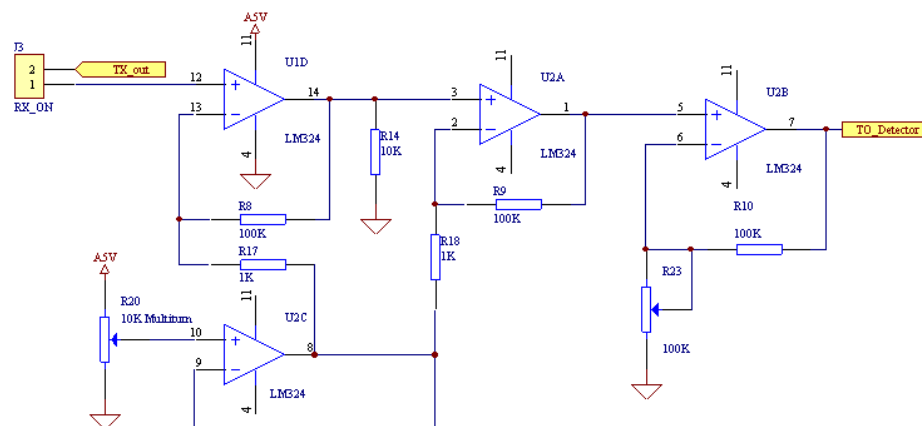 A5V
J3
2
TX_out
1
RX_ON
11
U1D
12
13
14
LM324
4
R14
10K
R8
100K
R17
1K
11
U2A
3
2
1
LM324
4
R9
100K
R18
1K
11
U2B
5
6
7
TO_Detector
LM324
4
R10
100K
R23
100K
A5V
R20
10K Multiturn
11
U2C
10
9
8
LM324
4